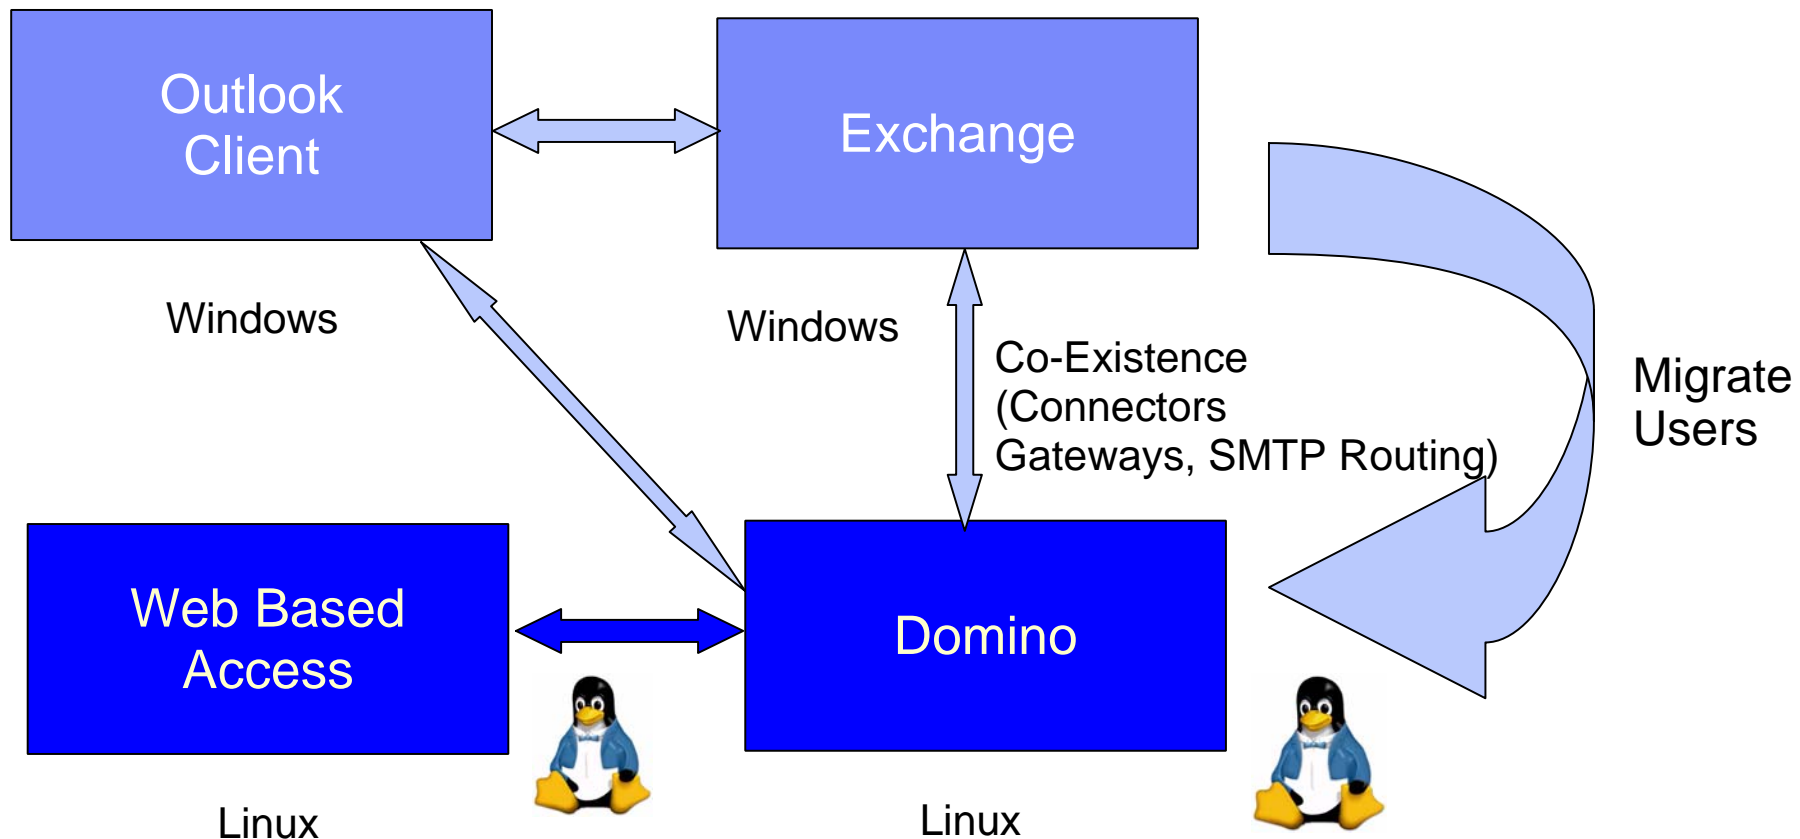 Outlook
Client
Exchange
Windows
Windows
Co-Existence
(Connectors
Gateways, SMTP Routing)
Migrate
Users
Web Based
Access
Domino
Linux
Linux